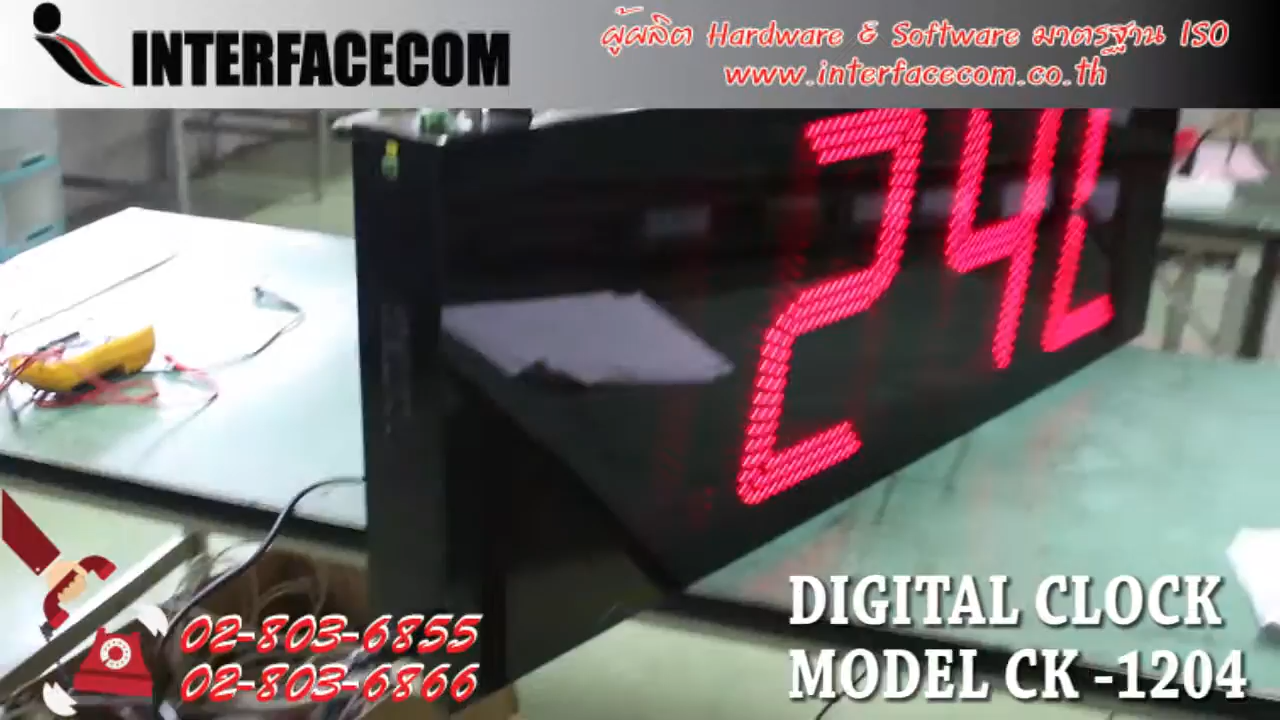 INTERFACECOM
ผู้ผลิต Hardware & Software มาตรฐาน ISO
www.interfacecom.co.th
24
02-803-6855
02-803-6866
DIGITAL CLOCK
MODEL CK -1204